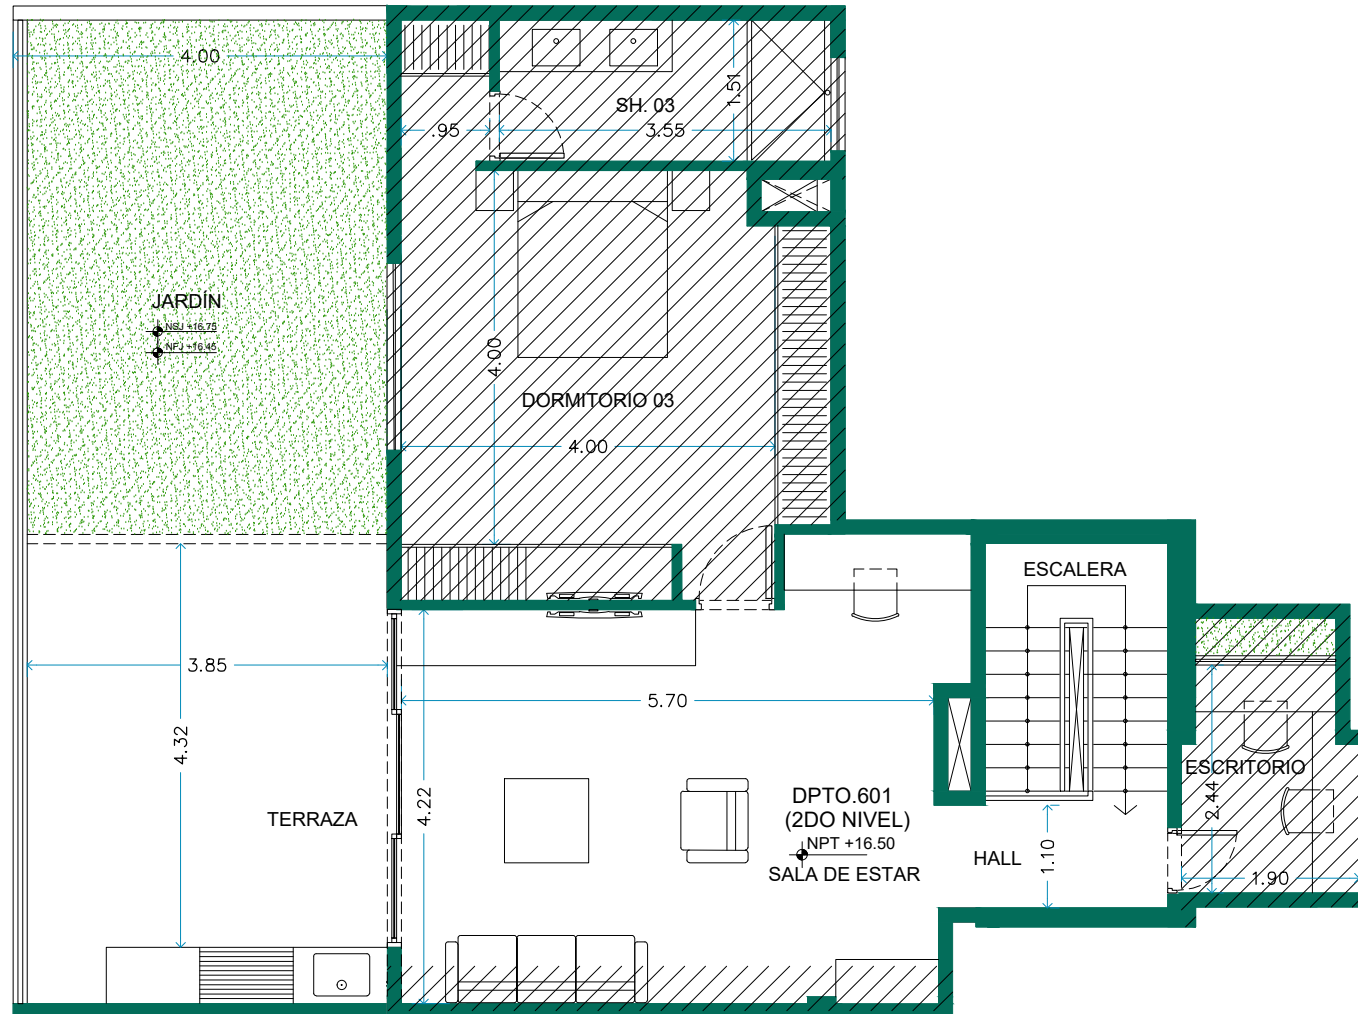 4.00
SH. 03
1.51
.95
3.55
JARDÍN
NSJ +16.75
NFJ +16.45
4.00
DORMITORIO 03
4.00
ESCALERA
3.85
5.70
4.32
4.22
ESCRITORIO
2.44
TERRAZA
DPTO.601
(2DO NIVEL)
NPT +16.50
SALA DE ESTAR
HALL
1.10
1.90